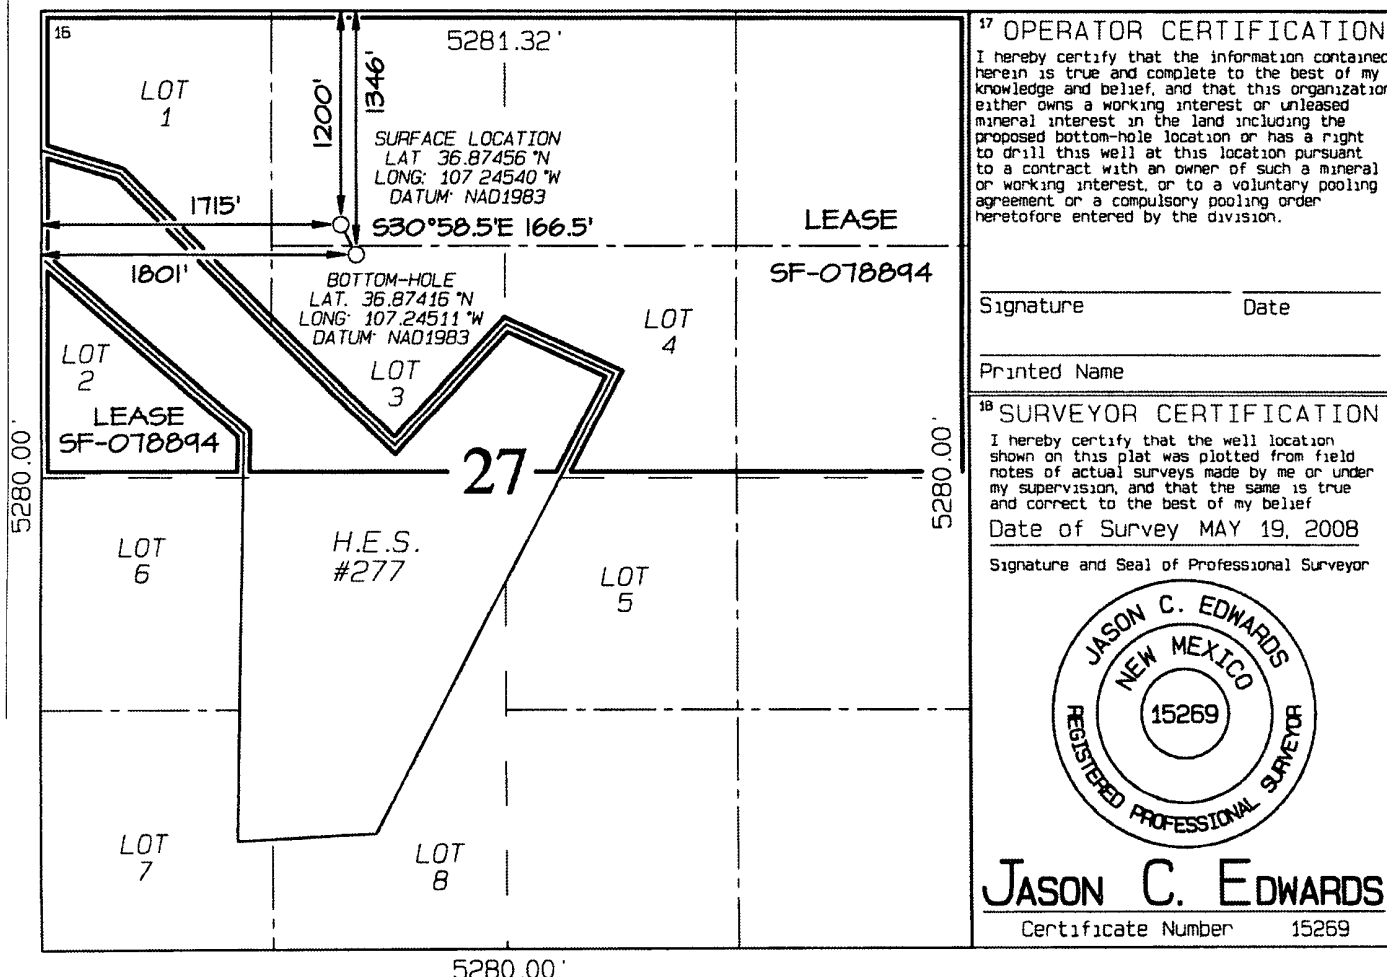 16
5281.32'
LOT
1
1200'
1346'
SURFACE LOCATION
LAT 36.87456 °N
LONG: 107 24540 °W
DATUM: NAD1983
1715'
S30°58.5'E 166.5'
1801'
BOTTOM-HOLE
LAT. 36.87416 °N
LONG: 107.24511 °W
DATUM: NAD1983
LEASE
SF-078894
LOT
4
LOT
2
LOT
3
LEASE
SF-078894
27
5280.00'
5280.00'
LOT
6
H.E.S.
#277
LOT
5
LOT
7
LOT
8
5280.00'
17 OPERATOR CERTIFICATION
I hereby certify that the information contained
herein is true and complete to the best of my
knowledge and belief, and that this organization
either owns a working interest or unleased
mineral interest in the land including the
proposed bottom-hole location or has a right
to drill this well at this location pursuant
to a contract with an owner of such a mineral
or working interest, or to a voluntary pooling
agreement or a compulsory pooling order
heretofore entered by the division.
Signature Date
Printed Name
18 SURVEYOR CERTIFICATION
I hereby certify that the well location
shown on this plat was plotted from field
notes of actual surveys made by me or under
my supervision, and that the same is true
and correct to the best of my belief
Date of Survey MAY 19, 2008
Signature and Seal of Professional Surveyor
JASON C. EDWARDS
NEW MEXICO
15269
REGISTERED PROFESSIONAL SURVEYOR
JASON C. EDWARDS
Certificate Number 15269